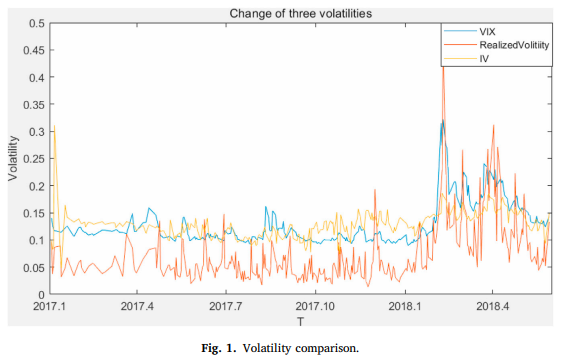 Change of three volatilities
VIX
RealizedVolitiity
IV
Volatility
0.5
0.45
0.4
0.35
0.3
0.25
0.2
0.15
0.1
0.05
0
2017.1
2017.4
2017.7
2017.10
2018.1
2018.4
T
Fig. 1. Volatility comparison.